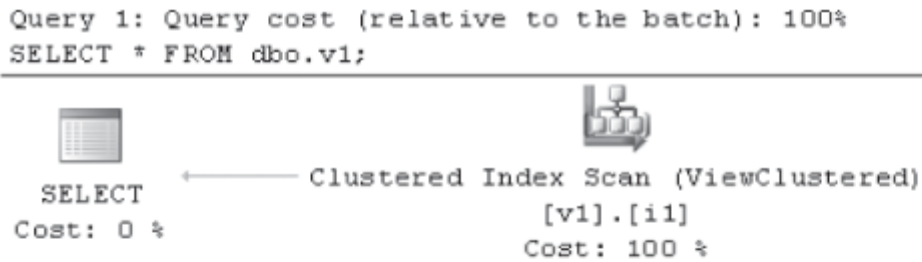 Query 1: Query cost (relative to the batch): 100%
SELECT * FROM dbo.v1;
Clustered Index Scan (ViewClustered)
[v1].[i1]
Cost: 100 %
SELECT
Cost: 0 %